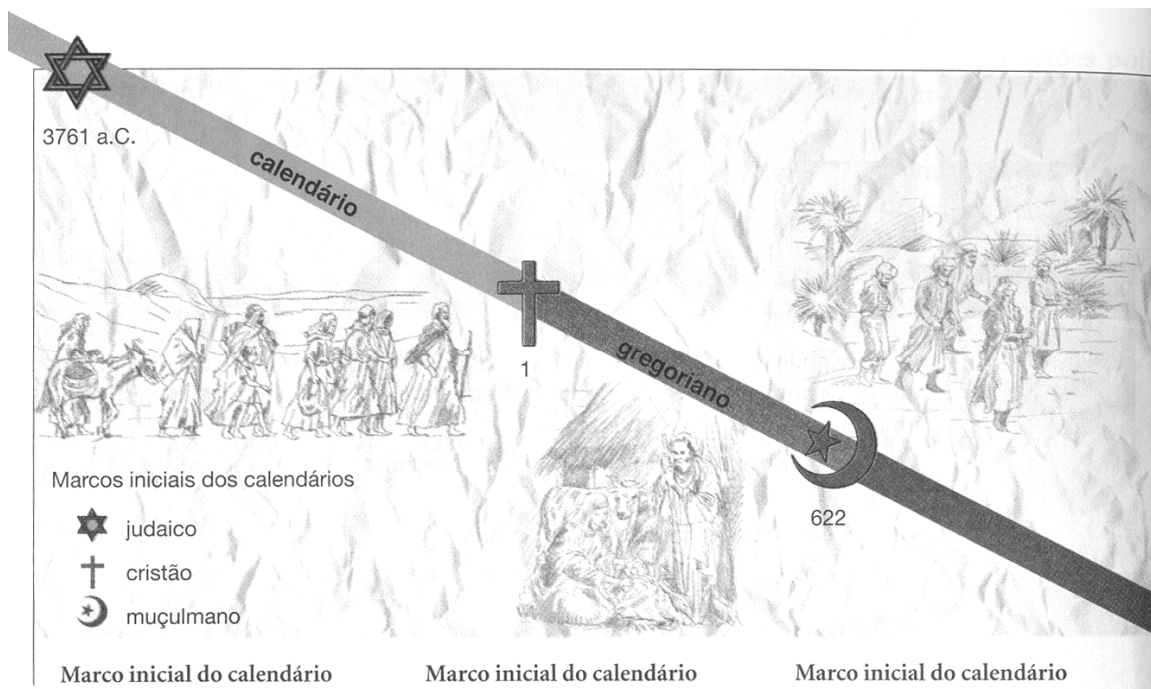 3761 a.C.
calendário
1
gregoriano
622
Marcos iniciais dos calendários
judaico
cristão
muçulmano
Marco inicial do calendário
Marco inicial do calendário
Marco inicial do calendário